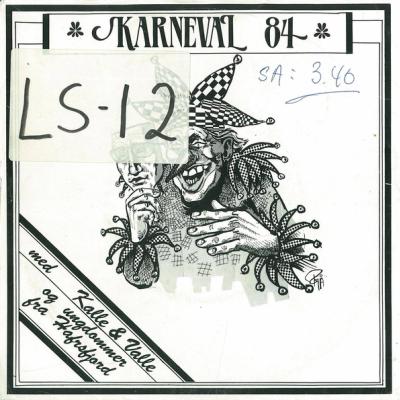 KARNEVAL 84
SA: 3.40
LS-12
med Kalle & Valle
og ungdommer
fra Hafrsfjord